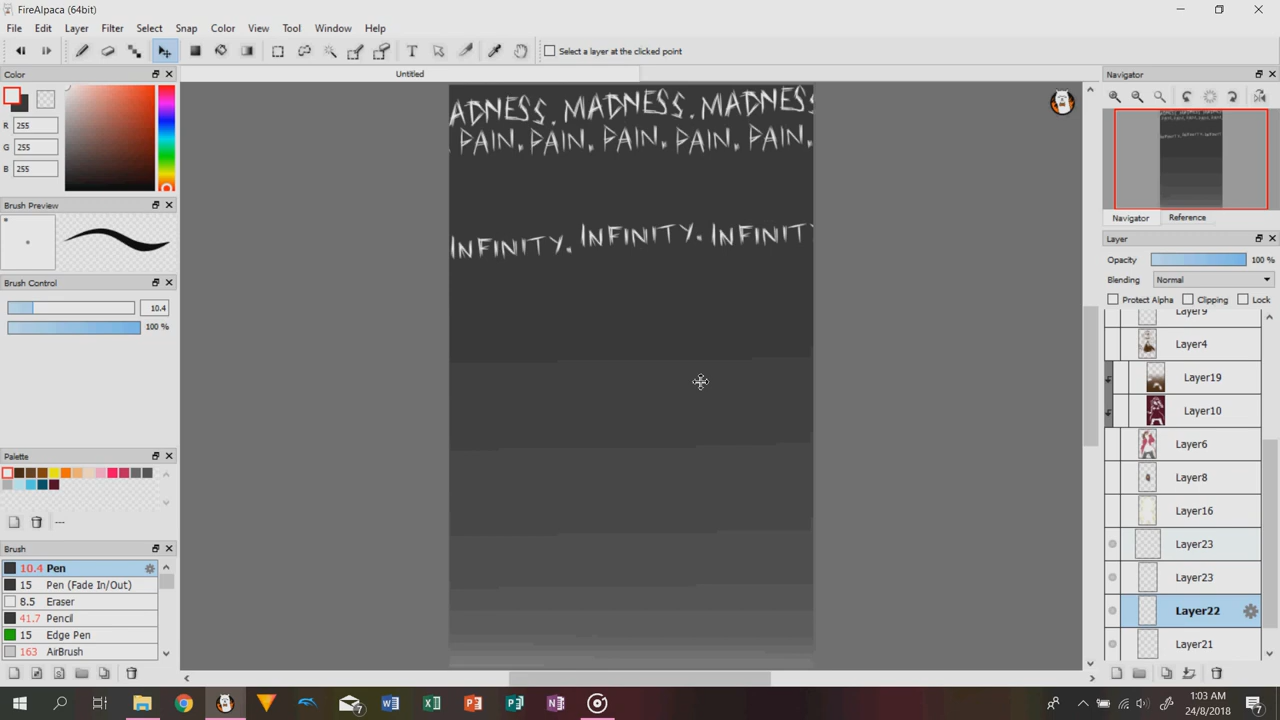 FireAlpaca (64bit)
File Edit Layer Filter Select Snap Color View Tool Window Help
Select a layer at the clicked point
Color
Untitled
Navigator
R 255
G 255
B 255
ADNESS. MADNESS. MADNESS
PAIN. PAIN. PAIN. PAIN. PAIN.
INFINITY. INFINITY. INFINITY
Brush Preview
Navigator Reference
Layer
Opacity 100 %
Blending Normal
Protect Alpha Clipping Lock
Brush Control
10.4
100 %
Layer9
Layer4
Layer19
Layer10
Layer6
Layer8
Layer16
Layer23
Layer23
Layer22
Layer21
Palette
---
Brush
10.4 Pen
15 Pen (Fade In/Out)
8.5 Eraser
41.7 Pencil
15 Edge Pen
163 AirBrush
1:03 AM
24/8/2018